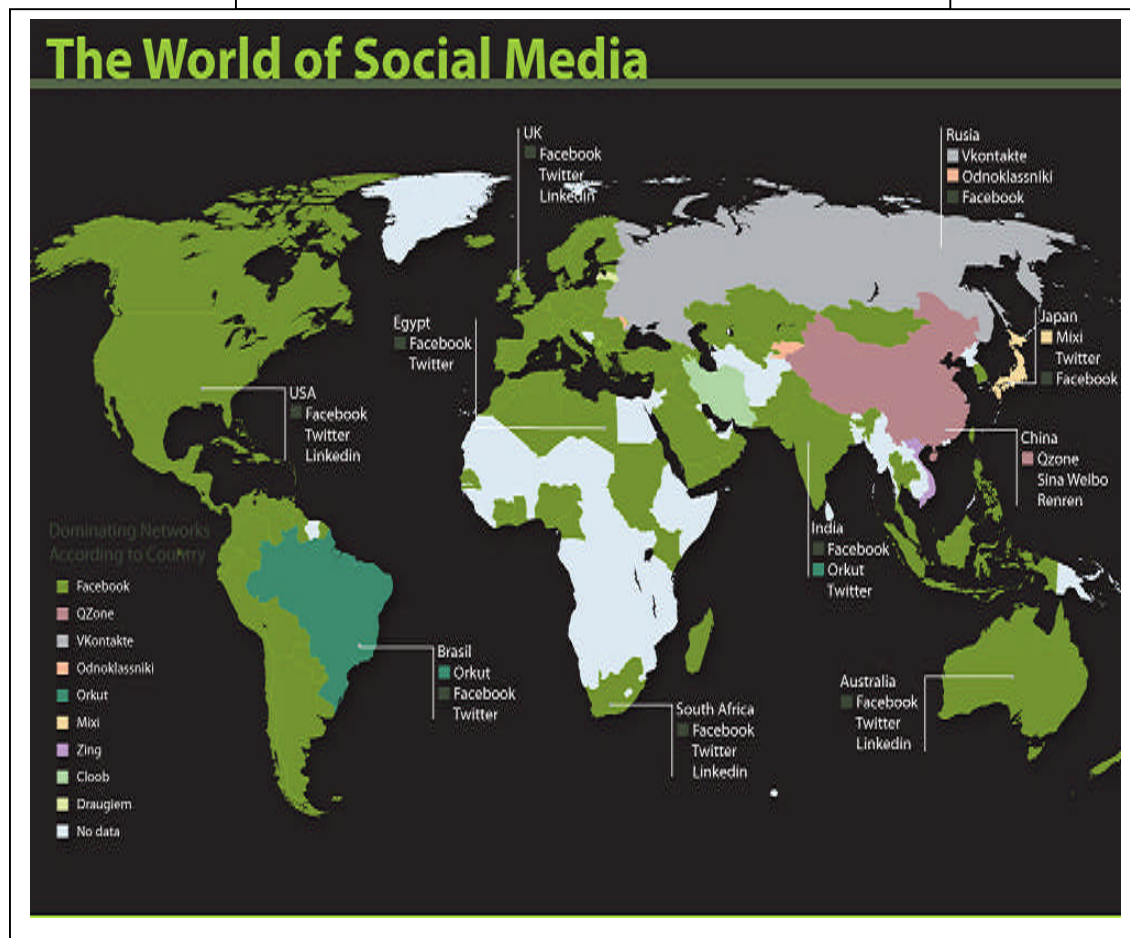 The World of Social Media
UK
Facebook
Twitter
Linkedin
Rusia
Vkontakte
Odnoklassniki
Facebook
Egypt
Facebook
Twitter
Japan
Mixi
Twitter
Facebook
USA
Facebook
Twitter
Linkedin
China
Qzone
Sina Weibo
Renren
India
Facebook
Orkut
Twitter
Brasil
Orkut
Facebook
Twitter
South Africa
Facebook
Twitter
Linkedin
Australia
Facebook
Twitter
Linkedin
Dominating Networks
According to Country
Facebook
QZone
VKontakte
Odnoklassniki
Orkut
Mixi
Zing
Cloob
Draugiem
No data